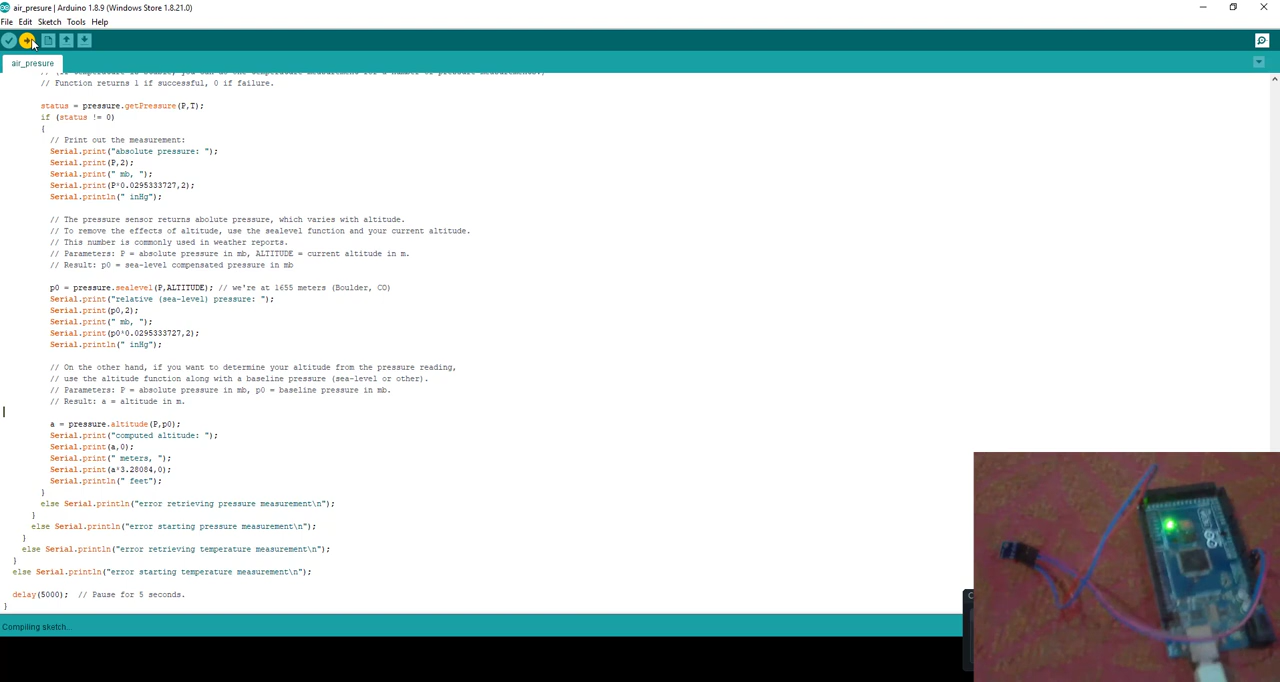 air_presure | Arduino 1.8.9 (Windows Store 1.8.21.0)
File Edit Sketch Tools Help
air_presure
// Function returns 1 if successful, 0 if failure.
status = pressure.getPressure(P,T);
if (status != 0)
{
// Print out the measurement:
Serial.print("absolute pressure: ");
Serial.print(P,2);
Serial.print(" mb, ");
Serial.print(P*0.0295333727,2);
Serial.println(" inHg");
// The pressure sensor returns abolute pressure, which varies with altitude.
// To remove the effects of altitude, use the sealevel function and your current altitude.
// This number is commonly used in weather reports.
// Parameters: P = absolute pressure in mb, ALTITUDE = current altitude in m.
// Result: p0 = sea-level compensated pressure in mb
p0 = pressure.sealevel(P,ALTITUDE); // we're at 1655 meters (Boulder, CO)
Serial.print("relative (sea-level) pressure: ");
Serial.print(p0,2);
Serial.print(" mb, ");
Serial.print(p0*0.0295333727,2);
Serial.println(" inHg");
// On the other hand, if you want to determine your altitude from the pressure reading,
// use the altitude function along with a baseline pressure (sea-level or other).
// Parameters: P = absolute pressure in mb, p0 = baseline pressure in mb.
// Result: a = altitude in m.
a = pressure.altitude(P,p0);
Serial.print("computed altitude: ");
Serial.print(a,0);
Serial.print(" meters, ");
Serial.print(a*3.28084,0);
Serial.println(" feet");
}
else Serial.println("error retrieving pressure measurement\n");
}
else Serial.println("error starting pressure measurement\n");
}
else Serial.println("error retrieving temperature measurement\n");
}
else Serial.println("error starting temperature measurement\n");
delay(5000); // Pause for 5 seconds.
}
Compiling sketch...